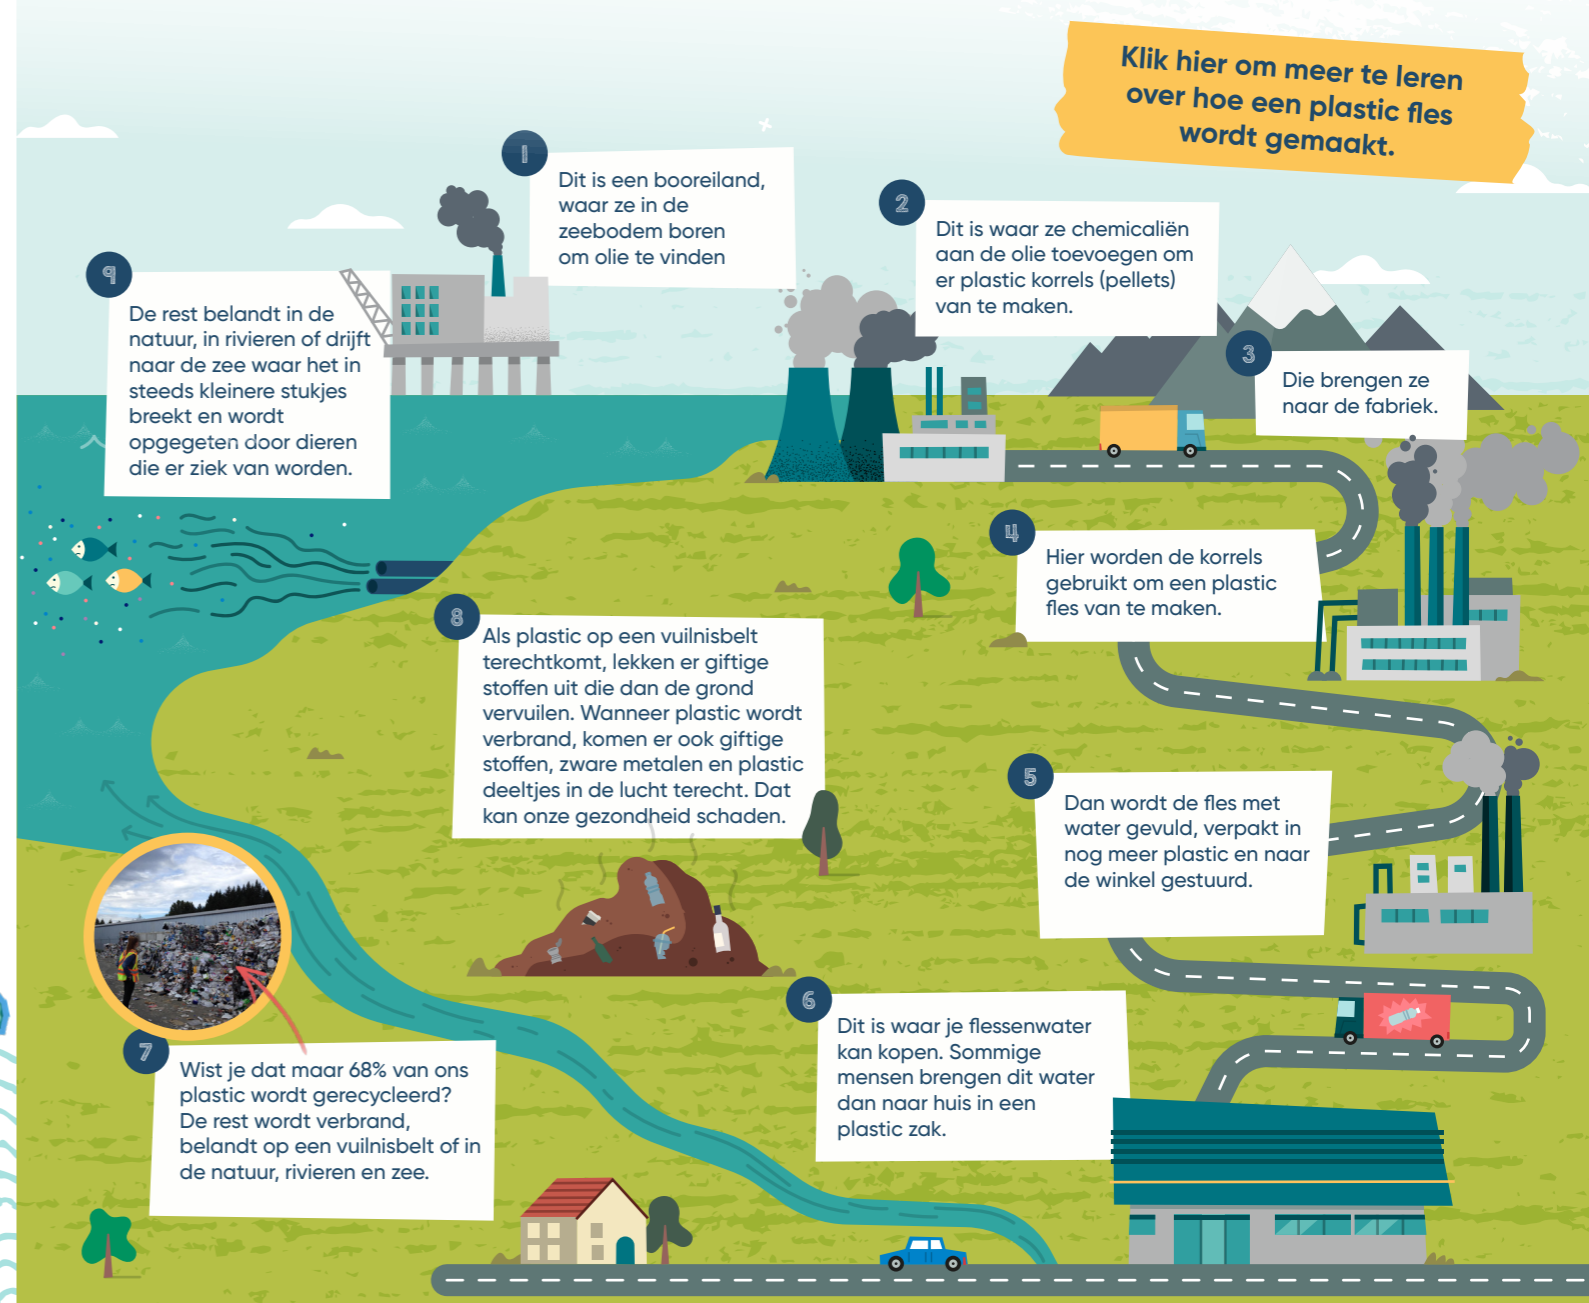 Klik hier om meer te leren
over hoe een plastic fles
wordt gemaakt.
1
Dit is een booreiland,
waar ze in de
zeebodem boren
om olie te vinden
2
Dit is waar ze chemicaliën
aan de olie toevoegen om
er plastic korrels (pellets)
van te maken.
3
Die brengen ze
naar de fabriek.
4
Hier worden de korrels
gebruikt om een plastic
fles van te maken.
5
Dan wordt de fles met
water gevuld, verpakt in
nog meer plastic en naar
de winkel gestuurd.
6
Dit is waar je flessenwater
kan kopen. Sommige
mensen brengen dit water
dan naar huis in een
plastic zak.
7
Wist je dat maar 68% van ons
plastic wordt gerecycleerd?
De rest wordt verbrand,
belandt op een vuilnisbelt of in
de natuur, rivieren en zee.
8
Als plastic op een vuilnisbelt
terechtkomt, lekken er giftige
stoffen uit die dan de grond
vervuilen. Wanneer plastic wordt
verbrand, komen er ook giftige
stoffen, zware metalen en plastic
deeltjes in de lucht terecht. Dat
kan onze gezondheid schaden.
9
De rest belandt in de
natuur, in rivieren of drijft
naar de zee waar het in
steeds kleinere stukjes
breekt en wordt
opgegeten door dieren
die er ziek van worden.